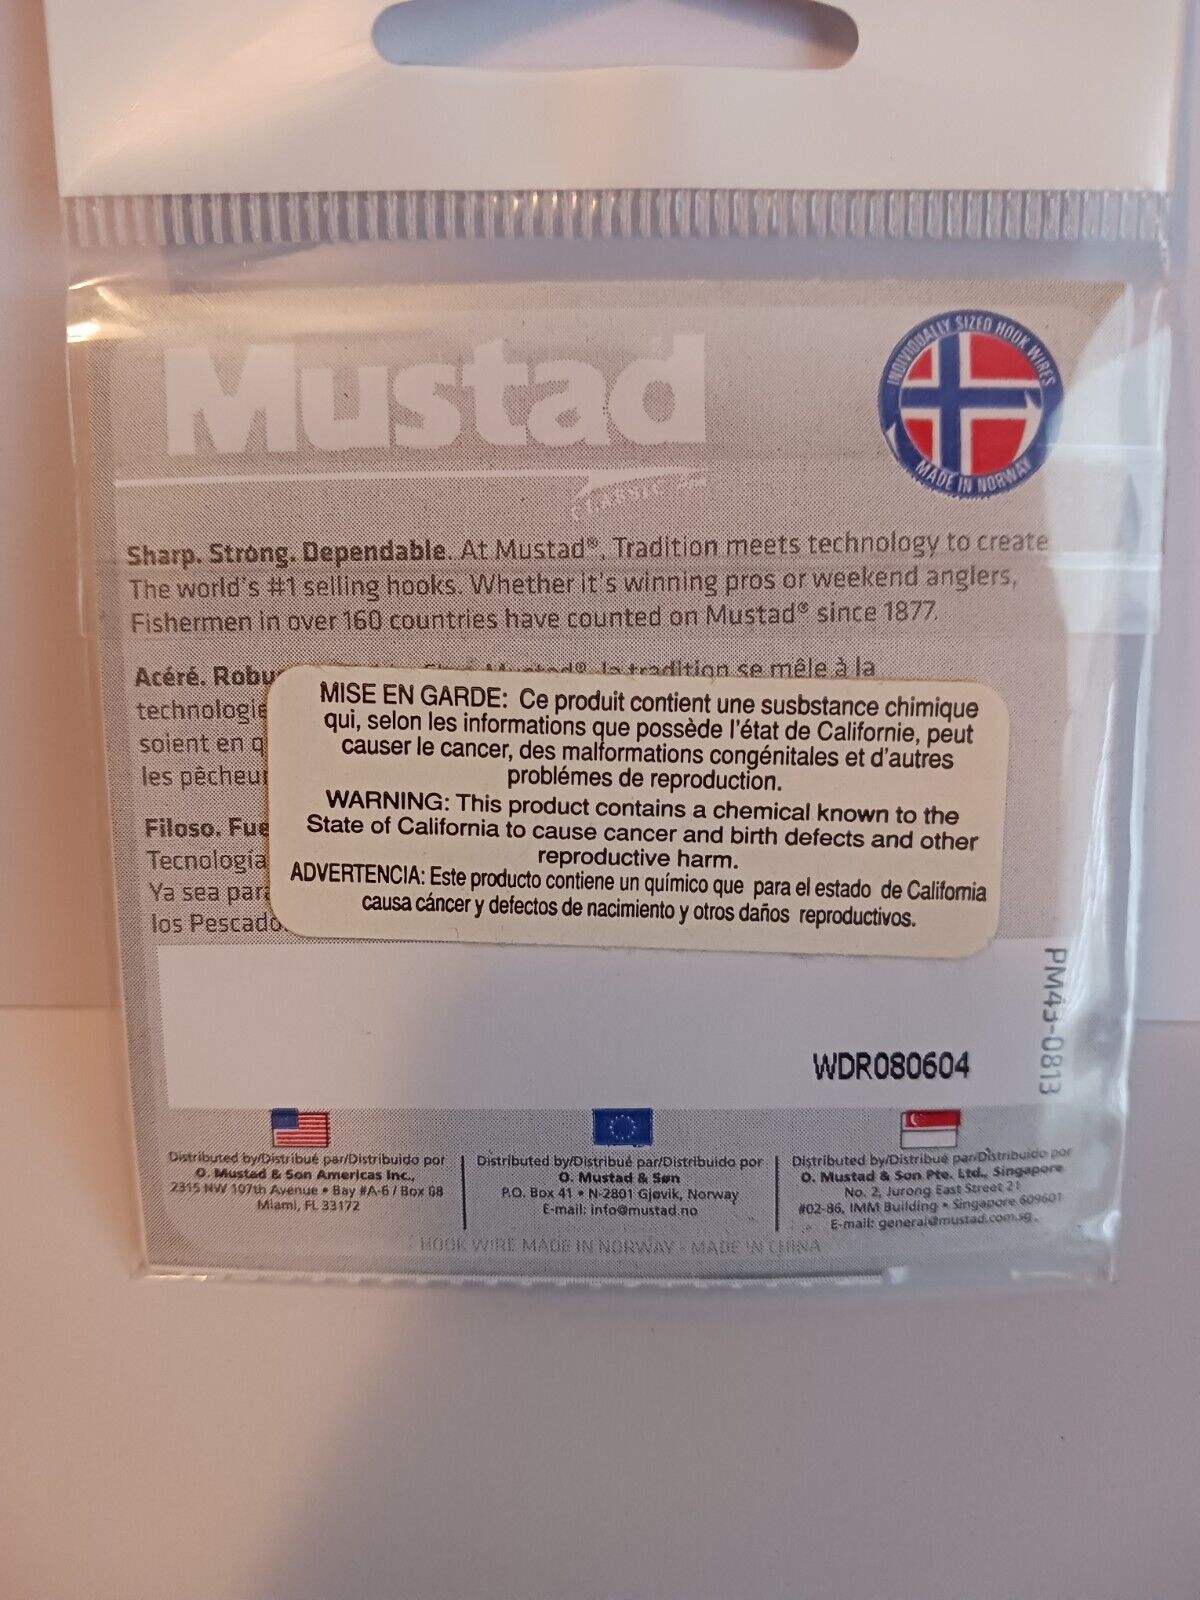 Mustad
CLASSIC
INDIVIDUALLY SIZED HOOK WIRES
MADE IN NORWAY
Sharp. Strong. Dependable. At Mustad®, Tradition meets technology to create
The world's #1 selling hooks. Whether it's winning pros or weekend anglers,
Fishermen in over 160 countries have counted on Mustad® since 1877.
Acéré. Robu la tradition se mêle à la
technologie
soient en q
les pêcheur
MISE EN GARDE: Ce produit contient une susbstance chimique
qui, selon les informations que possède l'état de Californie, peut
causer le cancer, des malformations congénitales et d'autres
problémes de reproduction.
WARNING: This product contains a chemical known to the
State of California to cause cancer and birth defects and other
reproductive harm.
ADVERTENCIA: Este producto contiene un químico que para el estado de California
causa cáncer y defectos de nacimiento y otros daños reproductivos.
Filoso. Fue
Tecnología
Ya sea para
los Pescado
PM43-0813
WDR080604
Distributed by/Distribué par/Distribuido por
O. Mustad & Son Americas Inc.,
2315 NW 107th Avenue • Bay #A-6 / Box 08
Miami, FL 33172
Distributed by/Distribué par/Distribuido por
O. Mustad & Søn
P.O. Box 41 • N-2801 Gjøvik, Norway
E-mail: info@mustad.no
Distributed by/Distribué par/Distribuido por
O. Mustad & Son Pte. Ltd., Singapore
No. 2, Jurong East Street 21
#02-86, IMM Building • Singapore 609601
E-mail: general@mustad.com.sg
HOOK WIRE MADE IN NORWAY - MADE IN CHINA